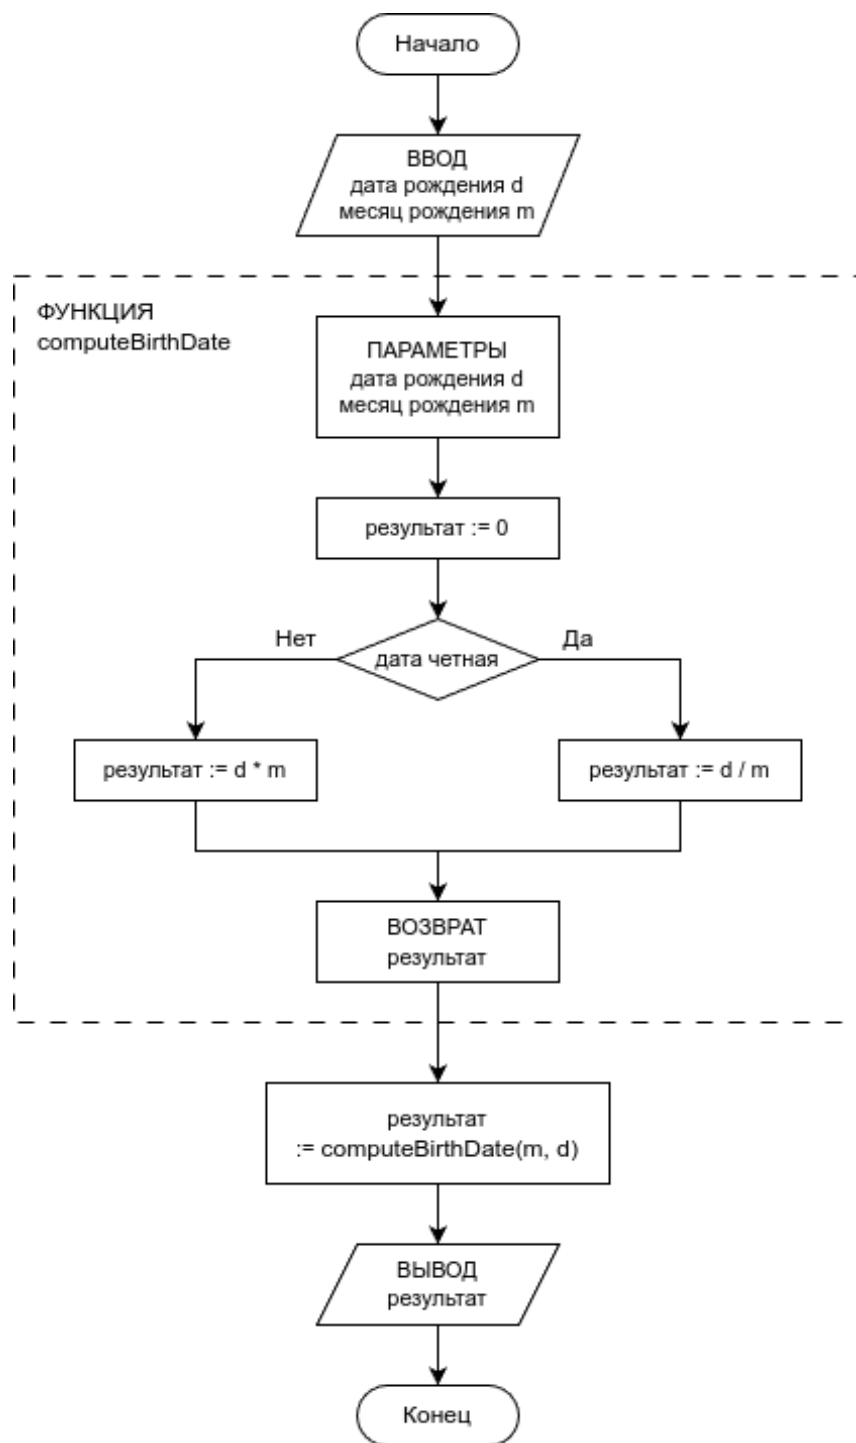 Начало
ВВОД
дата рождения d
месяц рождения m
ФУНКЦИЯ
computeBirthDate
ПАРАМЕТРЫ
дата рождения d
месяц рождения m
результат := 0
Нет
дата четная
Да
результат := d * m
результат := d / m
ВОЗВРАТ
результат
результат
:= computeBirthDate(m, d)
ВЫВОД
результат
Конец